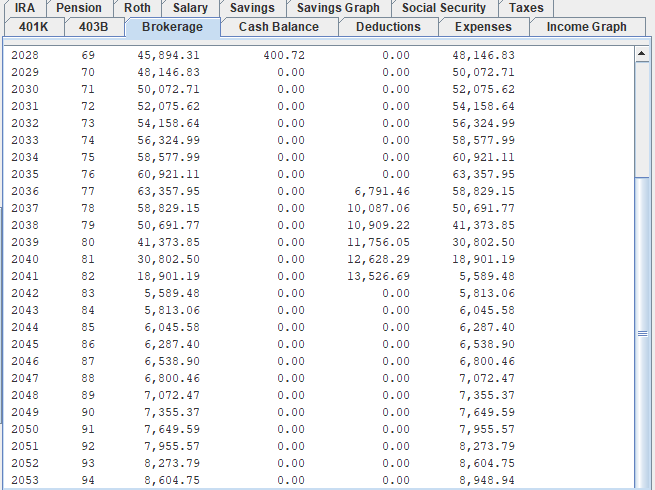 IRA Pension Roth Salary Savings Savings Graph Social Security Taxes
401K 403B Brokerage Cash Balance Deductions Expenses Income Graph
2028 69 45,894.31 400.72 0.00 48,146.83
2029 70 48,146.83 0.00 0.00 50,072.71
2030 71 50,072.71 0.00 0.00 52,075.62
2031 72 52,075.62 0.00 0.00 54,158.64
2032 73 54,158.64 0.00 0.00 56,324.99
2033 74 56,324.99 0.00 0.00 58,577.99
2034 75 58,577.99 0.00 0.00 60,921.11
2035 76 60,921.11 0.00 0.00 63,357.95
2036 77 63,357.95 0.00 6,791.46 58,829.15
2037 78 58,829.15 0.00 10,087.06 50,691.77
2038 79 50,691.77 0.00 10,909.22 41,373.85
2039 80 41,373.85 0.00 11,756.05 30,802.50
2040 81 30,802.50 0.00 12,628.29 18,901.19
2041 82 18,901.19 0.00 13,526.69 5,589.48
2042 83 5,589.48 0.00 0.00 5,813.06
2043 84 5,813.06 0.00 0.00 6,045.58
2044 85 6,045.58 0.00 0.00 6,287.40
2045 86 6,287.40 0.00 0.00 6,538.90
2046 87 6,538.90 0.00 0.00 6,800.46
2047 88 6,800.46 0.00 0.00 7,072.47
2048 89 7,072.47 0.00 0.00 7,355.37
2049 90 7,355.37 0.00 0.00 7,649.59
2050 91 7,649.59 0.00 0.00 7,955.57
2051 92 7,955.57 0.00 0.00 8,273.79
2052 93 8,273.79 0.00 0.00 8,604.75
2053 94 8,604.75 0.00 0.00 8,948.94